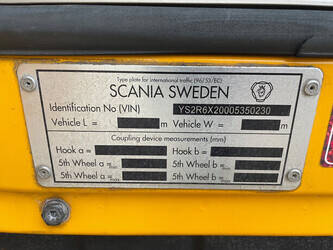 Type plate for international traffic (96/53/EC)
SCANIA SWEDEN
Identification No (VIN) YS2R6X20005350230
Vehicle L = m Vehicle W = m
Coupling device measurements (mm)
Hook a = Hook b =
5th Wheel a = 5th Wheel b =
5th Wheel a = 5th Wheel b =